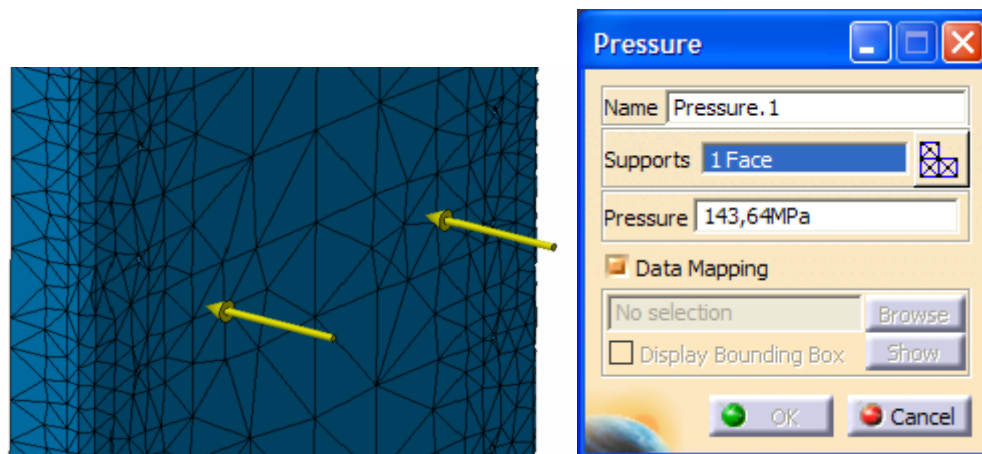 Pressure
Name Pressure.1
Supports 1 Face
Pressure 143,64MPa
Data Mapping
No selection Browse
Display Bounding Box Show
OK Cancel